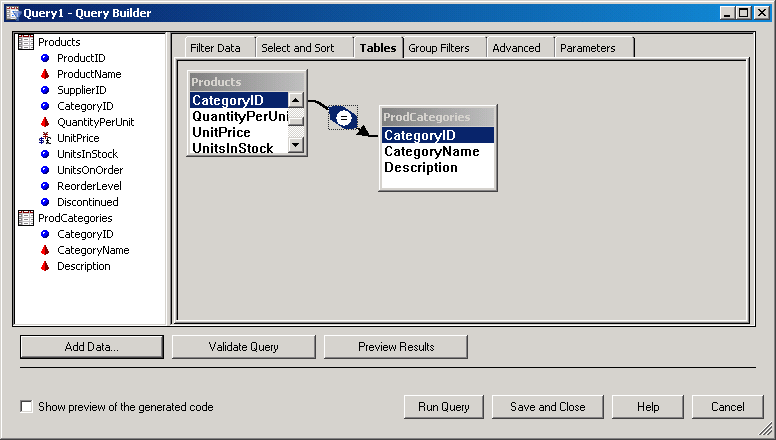 Query1 - Query Builder
Products
ProductID
ProductName
SupplierID
CategoryID
QuantityPerUnit
UnitPrice
UnitsInStock
UnitsOnOrder
ReorderLevel
Discontinued
ProdCategories
CategoryID
CategoryName
Description
Filter Data
Select and Sort
Tables
Group Filters
Advanced
Parameters
Products
CategoryID
QuantityPerUni
UnitPrice
UnitsInStock
=
ProdCategories
CategoryID
CategoryName
Description
Add Data...
Validate Query
Preview Results
Show preview of the generated code
Run Query
Save and Close
Help
Cancel